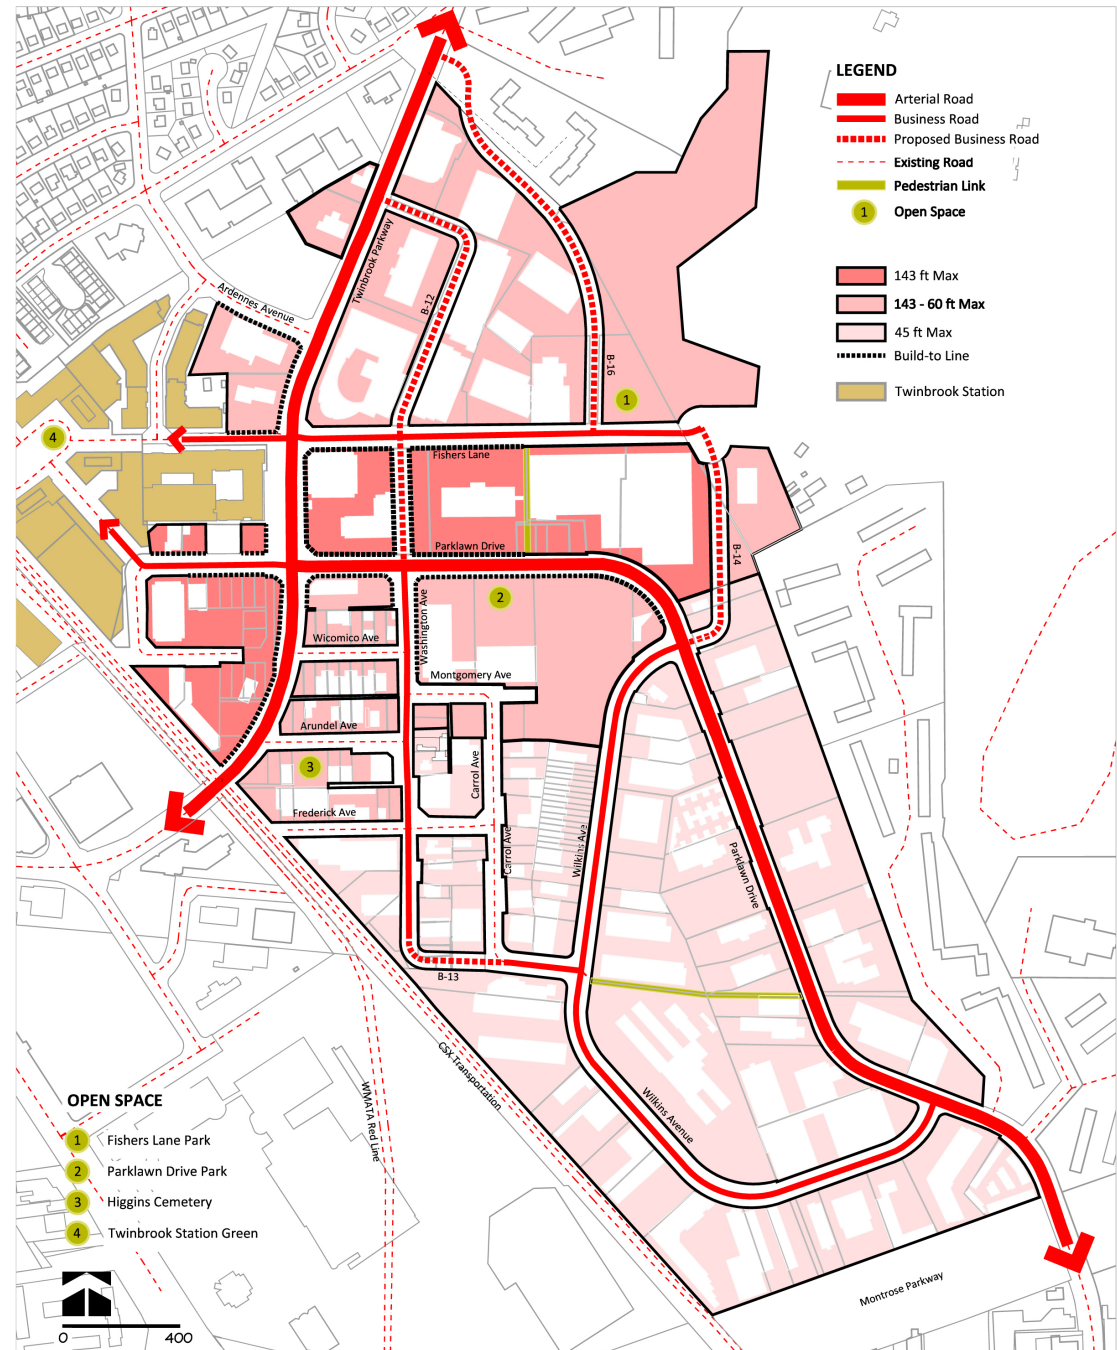 LEGEND
Arterial Road
Business Road
Proposed Business Road
Existing Road
Pedestrian Link
1
Open Space
143 ft Max
143 - 60 ft Max
45 ft Max
Build-to Line
Twinbrook Station
Twinbrook Parkway
Ardennes Avenue
B-12
B-16
1
4
Fishers Lane
Parklawn Drive
B-14
2
Washington Ave
Wicomico Ave
Montgomery Ave
Arundel Ave
3
Carrol Ave
Frederick Ave
Carrol Ave
Wilkins Ave
Parklawn Drive
B-13
CSX Transportation
WMATA Red Line
Wilkins Avenue
Montrose Parkway
OPEN SPACE
1 Fishers Lane Park
2 Parklawn Drive Park
3 Higgins Cemetery
4 Twinbrook Station Green
0 400